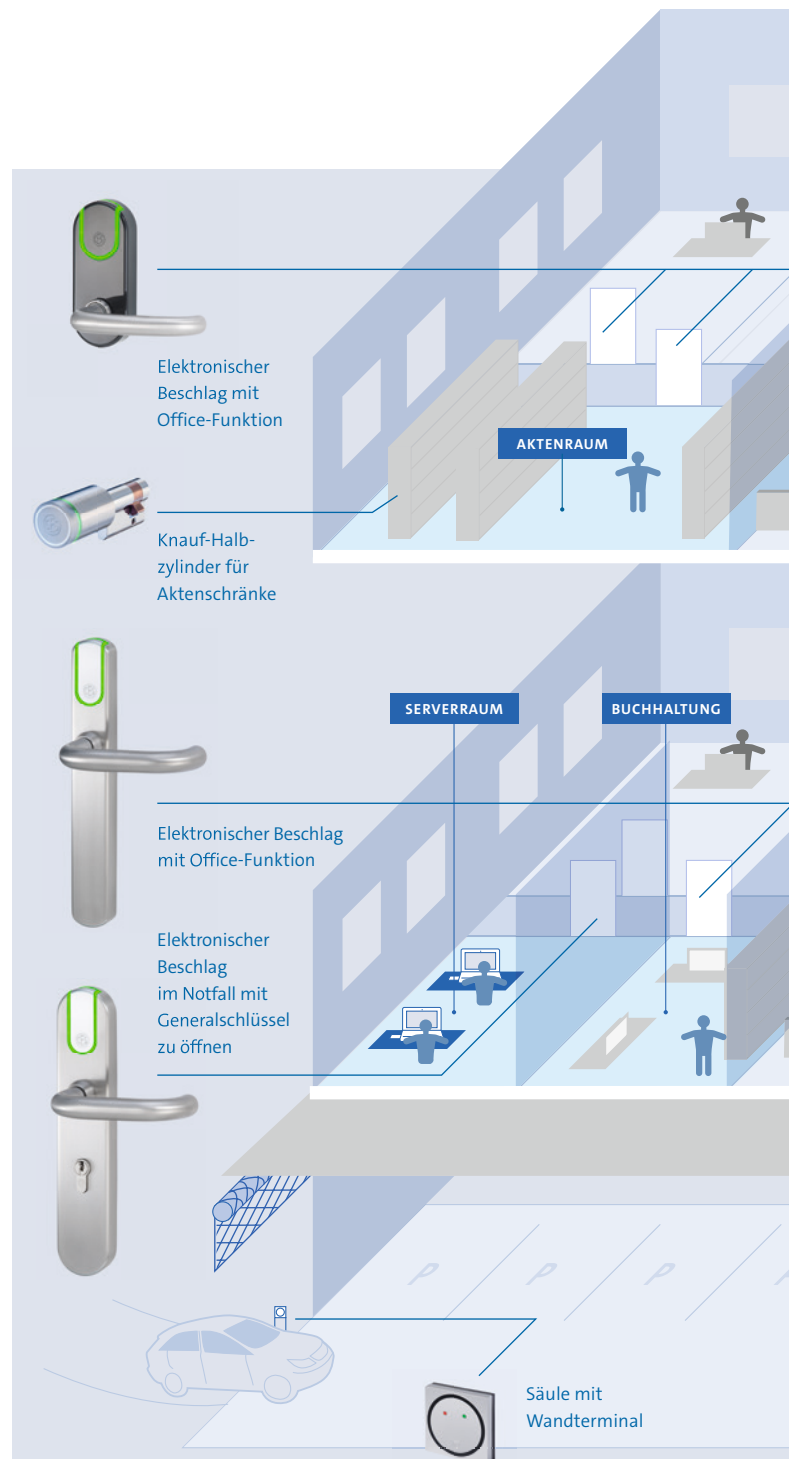 Elektronischer
Beschlag mit
Office-Funktion
AKTENRAUM
Knauf-Halb-
zylinder für
Aktenschränke
SERVERRAUM
BUCHHALTUNG
Elektronischer Beschlag
mit Office-Funktion
Elektronischer
Beschlag
im Notfall mit
Generalschlüssel
zu öffnen
P
P
P
P
Säule mit
Wandterminal